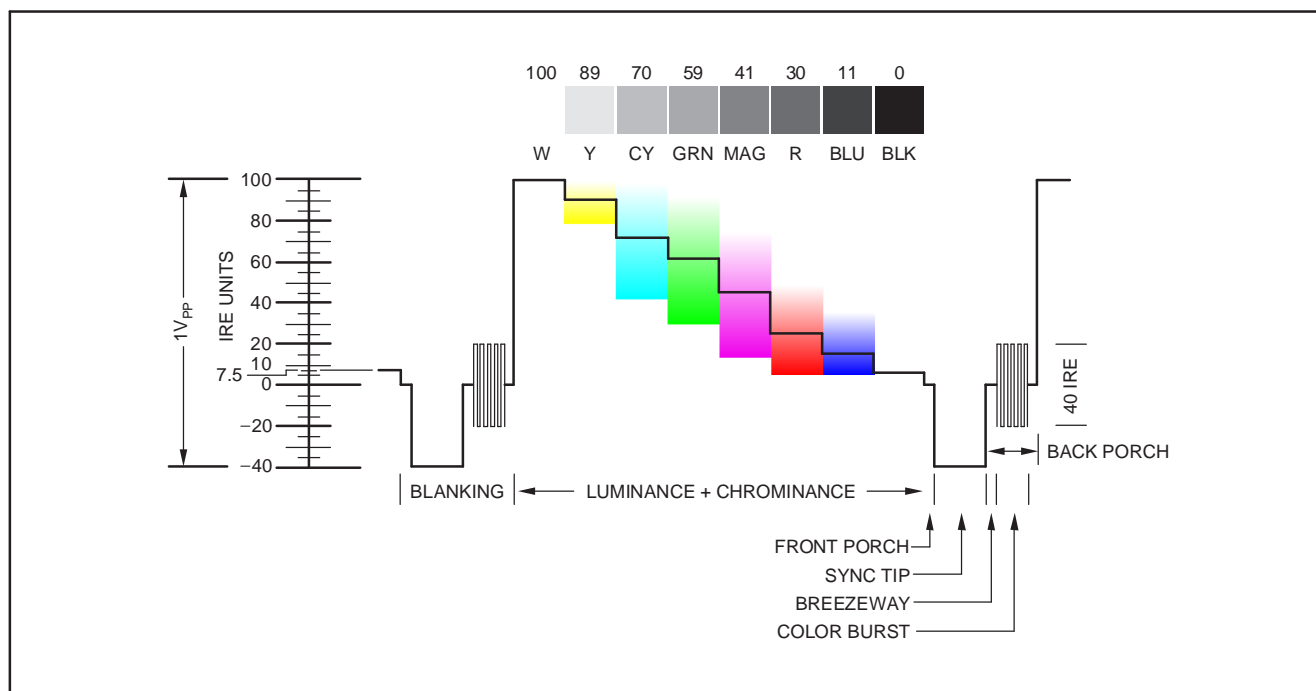 100 89 70 59 41 30 11 0
W Y CY GRN MAG R BLU BLK
1VPP
IRE UNITS
100
80
60
40
20
10
7.5
0
−20
−40
40 IRE
BACK PORCH
BLANKING
LUMINANCE + CHROMINANCE
FRONT PORCH
SYNC TIP
BREEZEWAY
COLOR BURST